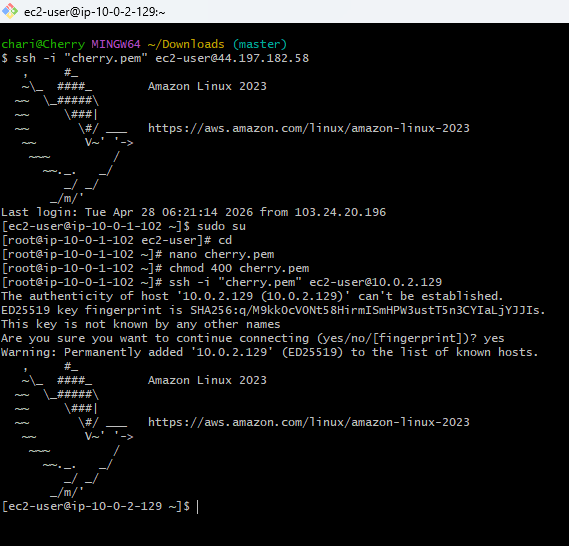 ec2-user@ip-10-0-2-129:~
chari@Cherry MINGW64 ~/Downloads (master)
$ ssh -i "cherry.pem" ec2-user@44.197.182.58
   ,     #_
   ~\_  ####_        Amazon Linux 2023
  ~~  \_#####\
  ~~     \###|
  ~~       \#/ ___   https://aws.amazon.com/linux/amazon-linux-2023
   ~~       V~' '->
    ~~~         /
      ~~._.   _/
         _/ _/
       _/m/'
Last login: Tue Apr 28 06:21:14 2026 from 103.24.20.196
[ec2-user@ip-10-0-1-102 ~]$ sudo su
[root@ip-10-0-1-102 ec2-user]# cd
[root@ip-10-0-1-102 ~]# nano cherry.pem
[root@ip-10-0-1-102 ~]# chmod 400 cherry.pem
[root@ip-10-0-1-102 ~]# ssh -i "cherry.pem" ec2-user@10.0.2.129
The authenticity of host '10.0.2.129 (10.0.2.129)' can't be established.
ED25519 key fingerprint is SHA256:q/M9kkOcVONt58HirmISmHPW3ustT5n3CYIaLjYJJIs.
This key is not known by any other names
Are you sure you want to continue connecting (yes/no/[fingerprint])? yes
Warning: Permanently added '10.0.2.129' (ED25519) to the list of known hosts.
   ,     #_
   ~\_  ####_        Amazon Linux 2023
  ~~  \_#####\
  ~~     \###|
  ~~       \#/ ___   https://aws.amazon.com/linux/amazon-linux-2023
   ~~       V~' '->
    ~~~         /
      ~~._.   _/
         _/ _/
       _/m/'
[ec2-user@ip-10-0-2-129 ~]$